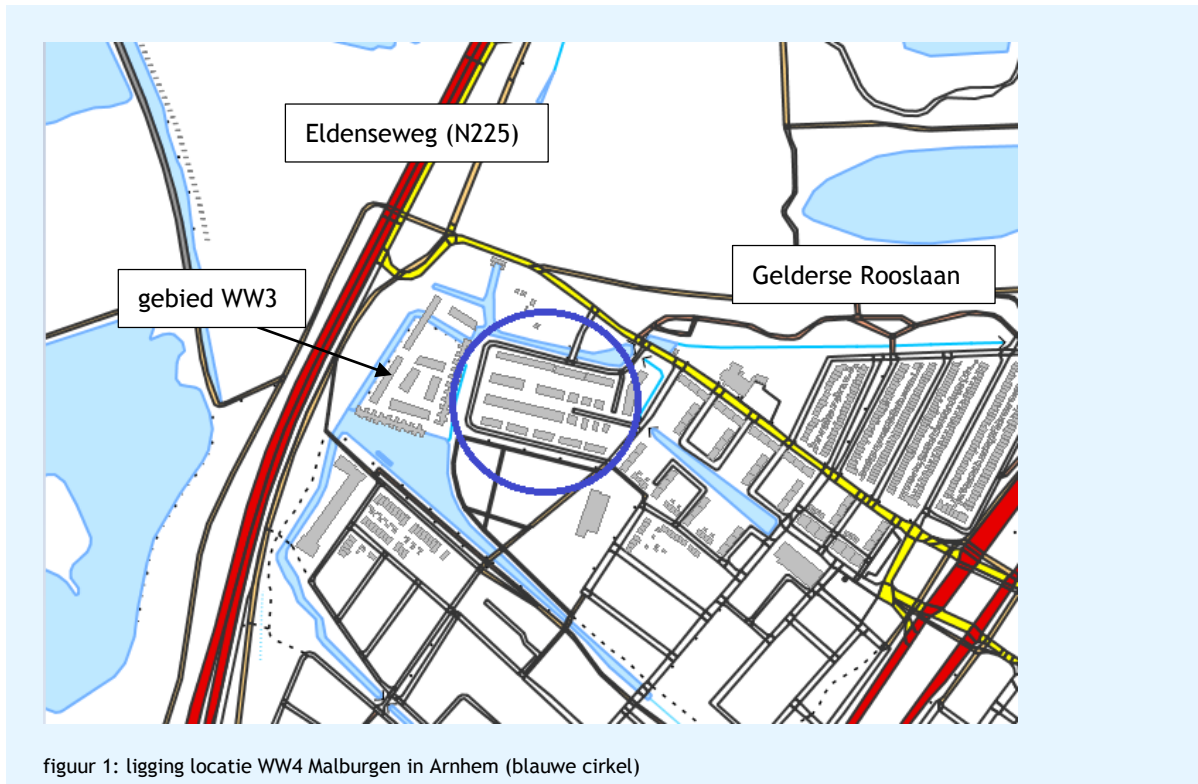 Eldenseweg (N225)
Gelderse Rooslaan
gebied WW3
figuur 1: ligging locatie WW4 Malburgen in Arnhem (blauwe cirkel)